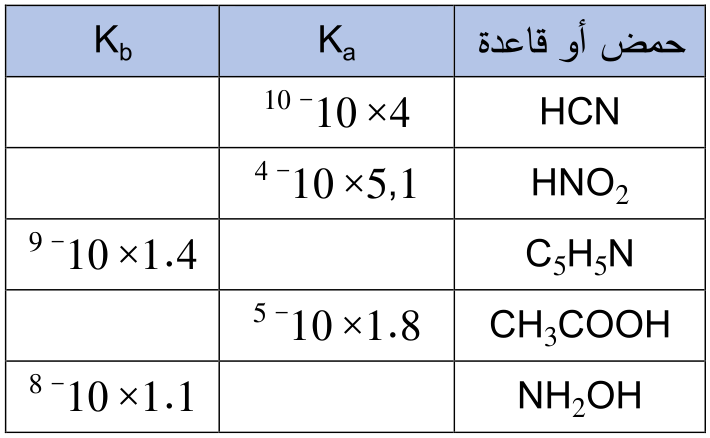 حمض أو قاعدة Kₐ K_b
HCN 4× 10⁻¹⁰
HNO₂ 5,1× 10⁻⁴
C₅H₅N 1.4× 10⁻⁹
CH₃COOH 1.8× 10⁻⁵
NH₂OH 1.1× 10⁻⁸